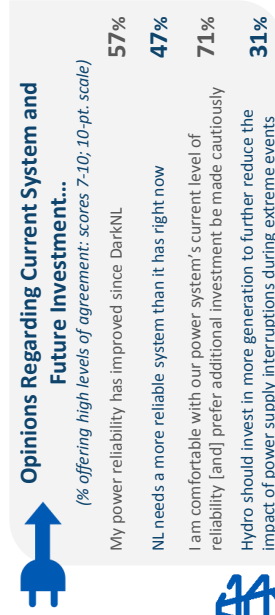 Opinions Regarding Current System and
Future Investment...
(% offering high levels of agreement: scores 7-10; 10-pt. scale)
My power reliability has improved since DarkNL 57%
NL needs a more reliable system than it has right now 47%
I am comfortable with our power system's current level of
reliability [and] prefer additional investment be made cautiously 71%
Hydro should invest in more generation to further reduce the
impact of power supply interruptions during extreme events 31%